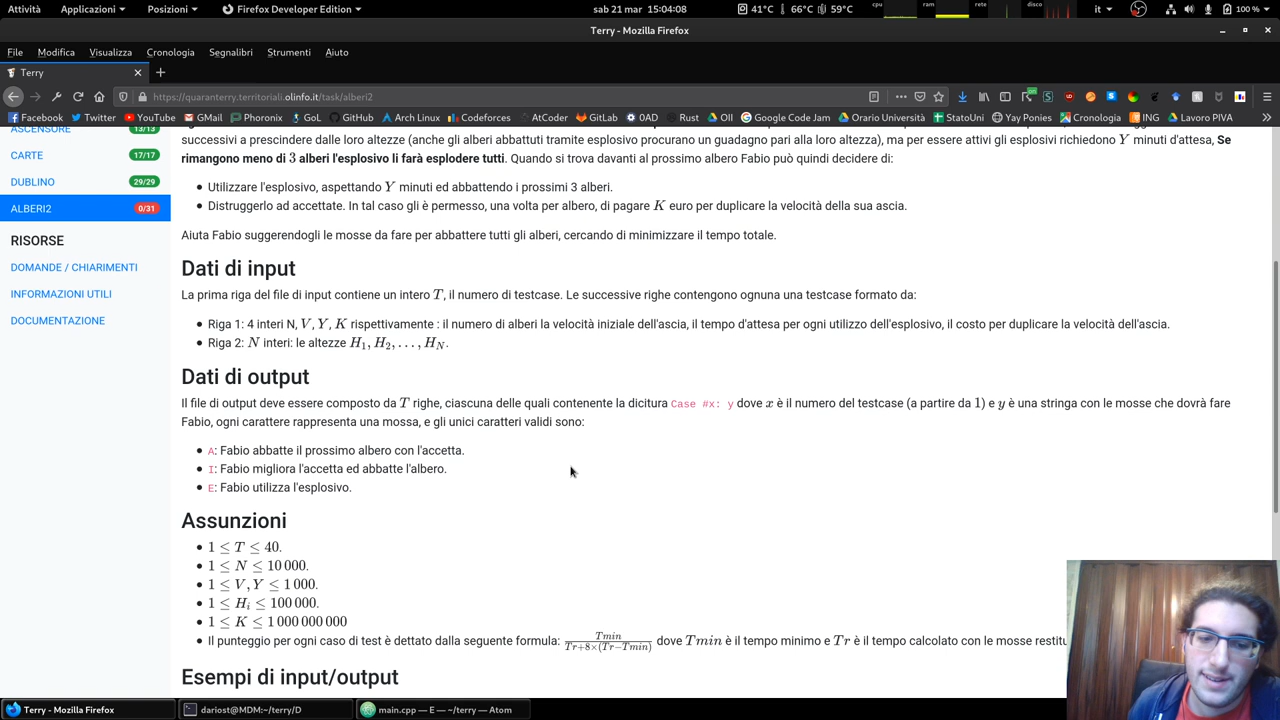 Attività Applicazioni Posizioni Firefox Developer Edition sab 21 mar 15:04:08 41°C 66°C 59°C cpu ram rete disco it 100 %
Terry - Mozilla Firefox
File Modifica Visualizza Cronologia Segnalibri Strumenti Aiuto
Terry
https://quaranterry.territoriali.olinfo.it/task/alberi2
Facebook Twitter YouTube GMail Phoronix GoL GitHub Arch Linux Codeforces AtCoder GitLab OAD Rust OII Google Code Jam Orario Università StatoUni Yay Ponies Cronologia ING Lavoro PIVA
ASCENSORE 13/13
CARTE 17/17
DUBLINO 29/29
ALBERI2 0/31
RISORSE
DOMANDE / CHIARIMENTI
INFORMAZIONI UTILI
DOCUMENTAZIONE
successivi a prescindere dalle loro altezze (anche gli alberi abbattuti tramite esplosivo procurano un guadagno pari alla loro altezza), ma per essere attivi gli esplosivi richiedono Y minuti d'attesa, Se
rimangono meno di 3 alberi l'esplosivo li farà esplodere tutti. Quando si trova davanti al prossimo albero Fabio può quindi decidere di:
• Utilizzare l'esplosivo, aspettando Y minuti ed abbattendo i prossimi 3 alberi.
• Distruggerlo ad accettate. In tal caso gli è permesso, una volta per albero, di pagare K euro per duplicare la velocità della sua ascia.
Aiuta Fabio suggerendogli le mosse da fare per abbattere tutti gli alberi, cercando di minimizzare il tempo totale.
Dati di input
La prima riga del file di input contiene un intero T, il numero di testcase. Le successive righe contengono ognuna una testcase formato da:
• Riga 1: 4 interi N, V, Y, K rispettivamente : il numero di alberi la velocità iniziale dell'ascia, il tempo d'attesa per ogni utilizzo dell'esplosivo, il costo per duplicare la velocità dell'ascia.
• Riga 2: N interi: le altezze H1, H2, . . . , HN.
Dati di output
Il file di output deve essere composto da T righe, ciascuna delle quali contenente la dicitura Case #x: y dove x è il numero del testcase (a partire da 1) e y è una stringa con le mosse che dovrà fare
Fabio, ogni carattere rappresenta una mossa, e gli unici caratteri validi sono:
• A: Fabio abbatte il prossimo albero con l'accetta.
• I: Fabio migliora l'accetta ed abbatte l'albero.
• E: Fabio utilizza l'esplosivo.
Assunzioni
• 1 ≤ T ≤ 40.
• 1 ≤ N ≤ 10 000.
• 1 ≤ V, Y ≤ 1 000.
• 1 ≤ Hi ≤ 100 000.
• 1 ≤ K ≤ 1 000 000 000
• Il punteggio per ogni caso di test è dettato dalla seguente formula: Tmin/(Tr+8×(Tr−Tmin)) dove Tmin è il tempo minimo e Tr è il tempo calcolato con le mosse restitu
Esempi di input/output
Terry - Mozilla Firefox dariost@MDM:~/terry/D main.cpp — E — ~/terry — Atom